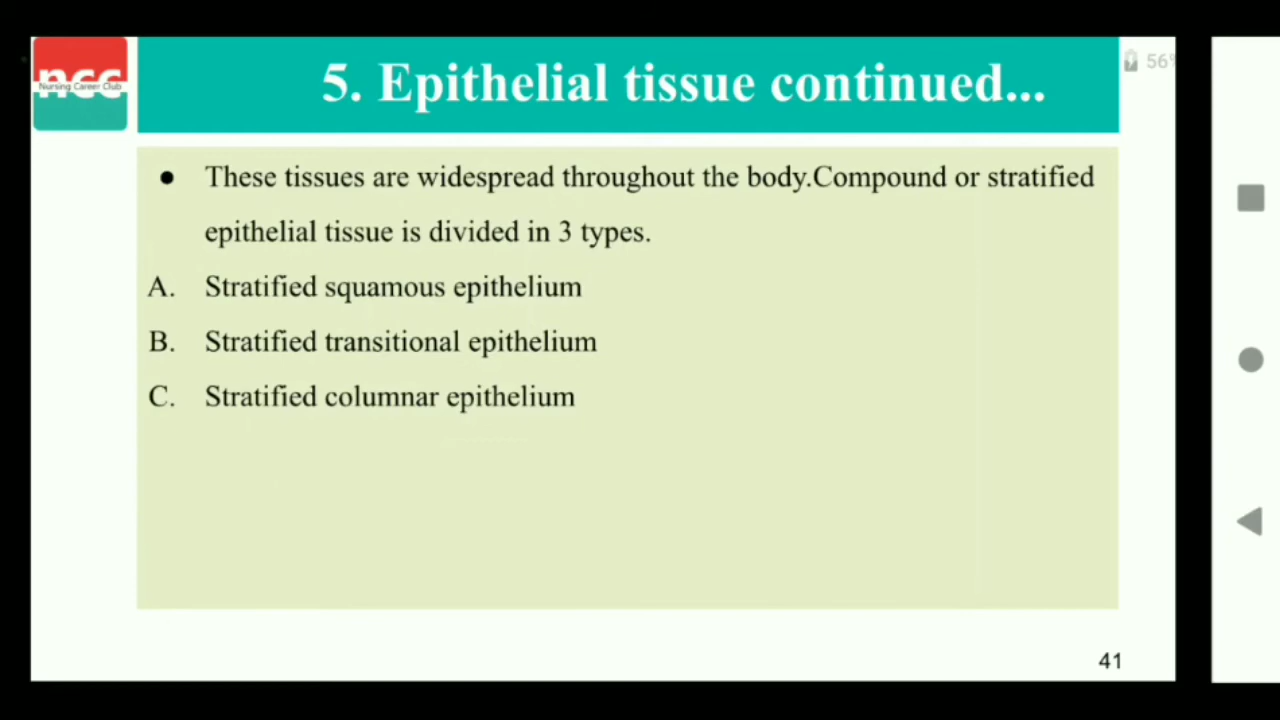 ncc
Nursing Career Club
5. Epithelial tissue continued...
56%
● These tissues are widespread throughout the body.Compound or stratified
epithelial tissue is divided in 3 types.
A. Stratified squamous epithelium
B. Stratified transitional epithelium
C. Stratified columnar epithelium
41